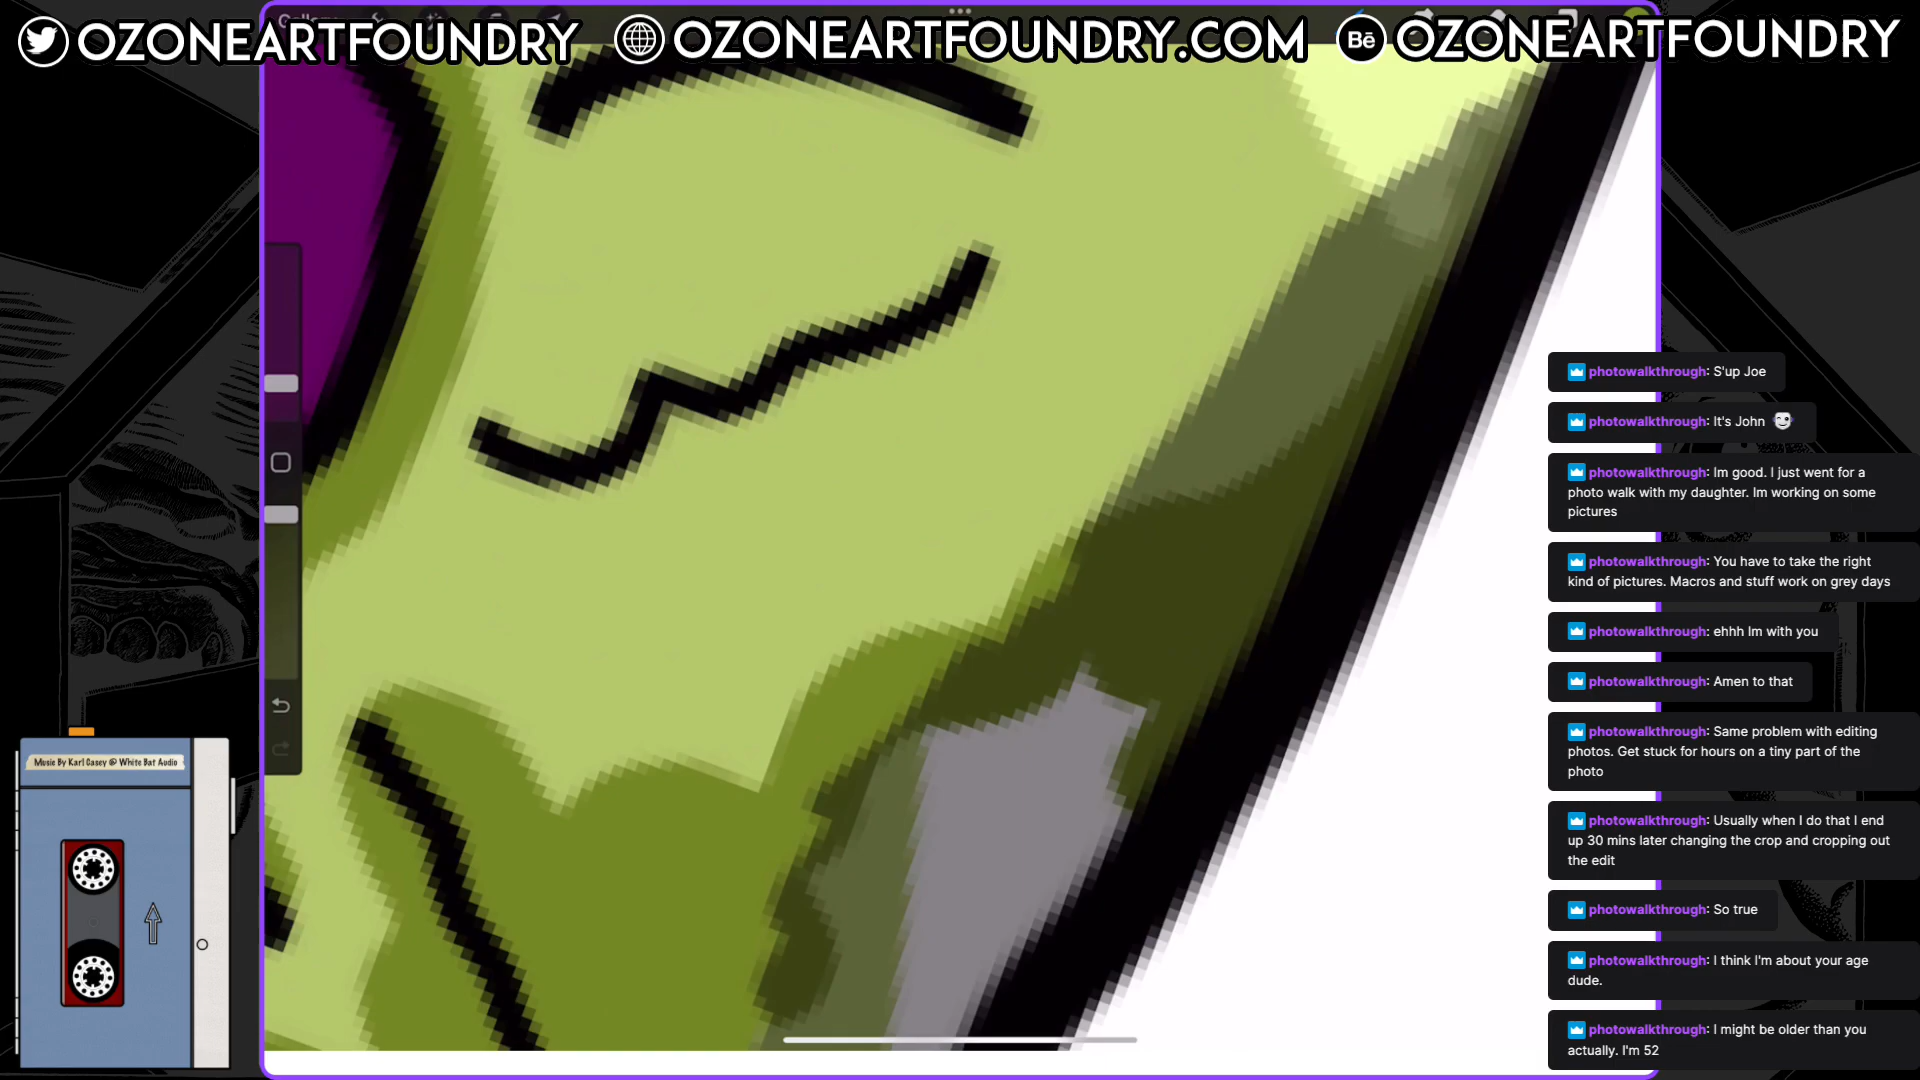 OZONEARTFOUNDRY OZONEARTFOUNDRY.COM Bē OZONEARTFOUNDRY
Gallery
photowalkthrough: S'up Joe
photowalkthrough: It's John
photowalkthrough: Im good. I just went for a
photo walk with my daughter. Im working on some
pictures
photowalkthrough: You have to take the right
kind of pictures. Macros and stuff work on grey days
photowalkthrough: ehhh Im with you
photowalkthrough: Amen to that
photowalkthrough: Same problem with editing
photos. Get stuck for hours on a tiny part of the
photo
photowalkthrough: Usually when I do that I end
up 30 mins later changing the crop and cropping out
the edit
photowalkthrough: So true
photowalkthrough: I think I'm about your age
dude.
photowalkthrough: I might be older than you
actually. I'm 52
Music By Karl Casey @ White Bat Audio